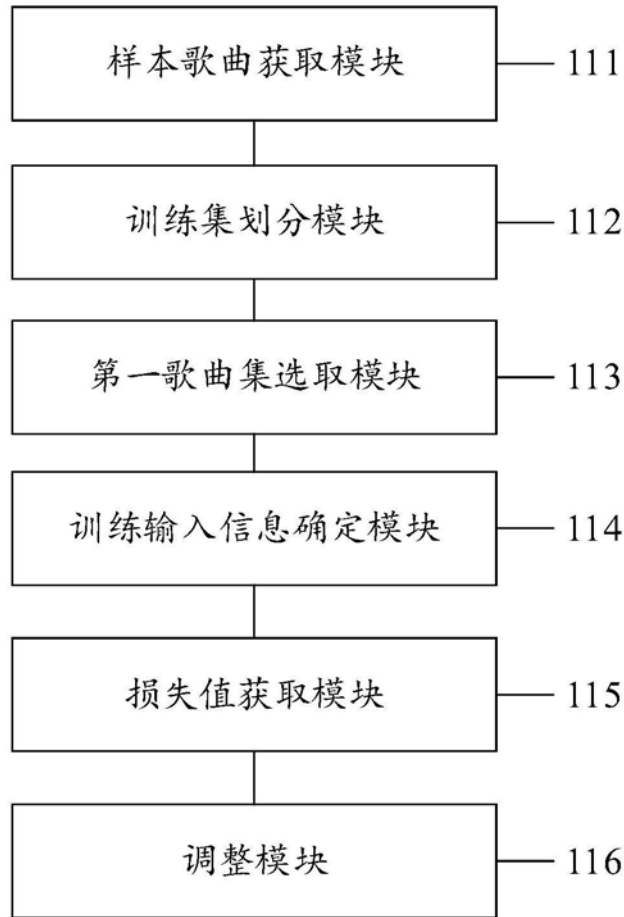 样本歌曲获取模块 111
训练集划分模块 112
第一歌曲集选取模块 113
训练输入信息确定模块 114
损失值获取模块 115
调整模块 116